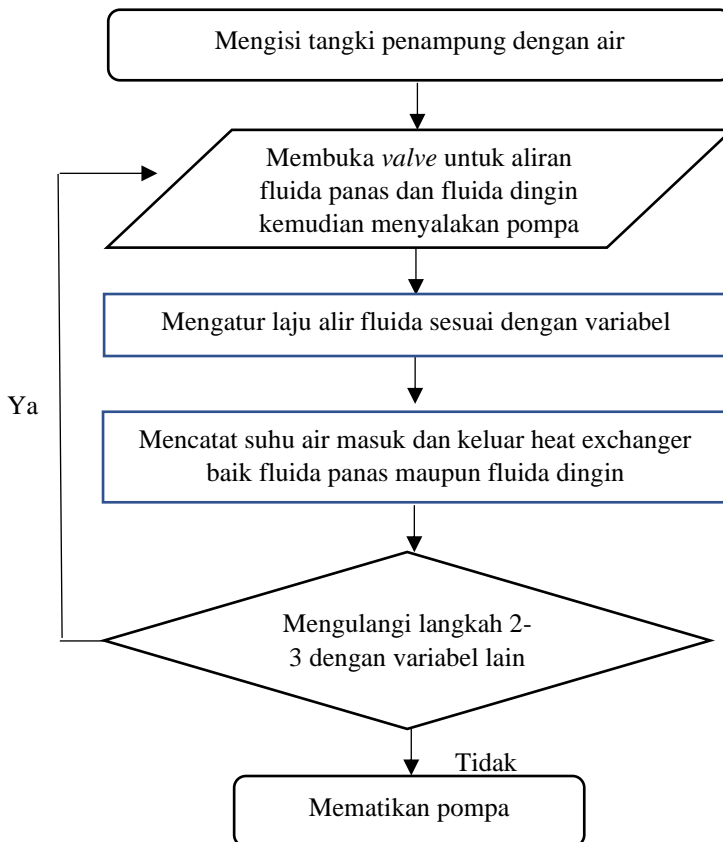 Mengisi tangki penampung dengan air
Membuka valve untuk aliran
fluida panas dan fluida dingin
kemudian menyalakan pompa
Mengatur laju alir fluida sesuai dengan variabel
Ya
Mencatat suhu air masuk dan keluar heat exchanger
baik fluida panas maupun fluida dingin
Mengulangi langkah 2-
3 dengan variabel lain
Tidak
Mematikan pompa